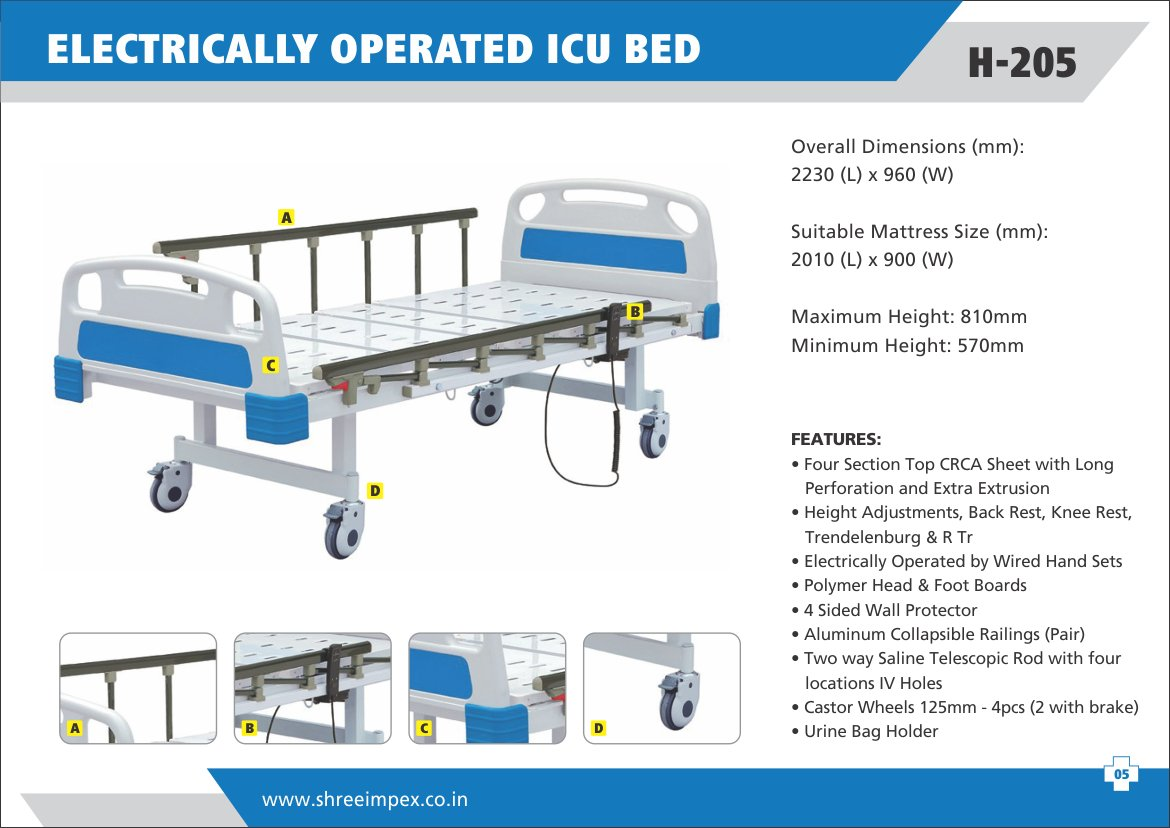 ELECTRICALLY OPERATED ICU BED
H-205
Overall Dimensions (mm):
2230 (L) x 960 (W)
Suitable Mattress Size (mm):
2010 (L) x 900 (W)
Maximum Height: 810mm
Minimum Height: 570mm
A
B
C
D
FEATURES:
• Four Section Top CRCA Sheet with Long
Perforation and Extra Extrusion
• Height Adjustments, Back Rest, Knee Rest,
Trendelenburg & R Tr
• Electrically Operated by Wired Hand Sets
• Polymer Head & Foot Boards
• 4 Sided Wall Protector
• Aluminum Collapsible Railings (Pair)
• Two way Saline Telescopic Rod with four
locations IV Holes
• Castor Wheels 125mm - 4pcs (2 with brake)
• Urine Bag Holder
A
B
C
D
05
www.shreeimpex.co.in